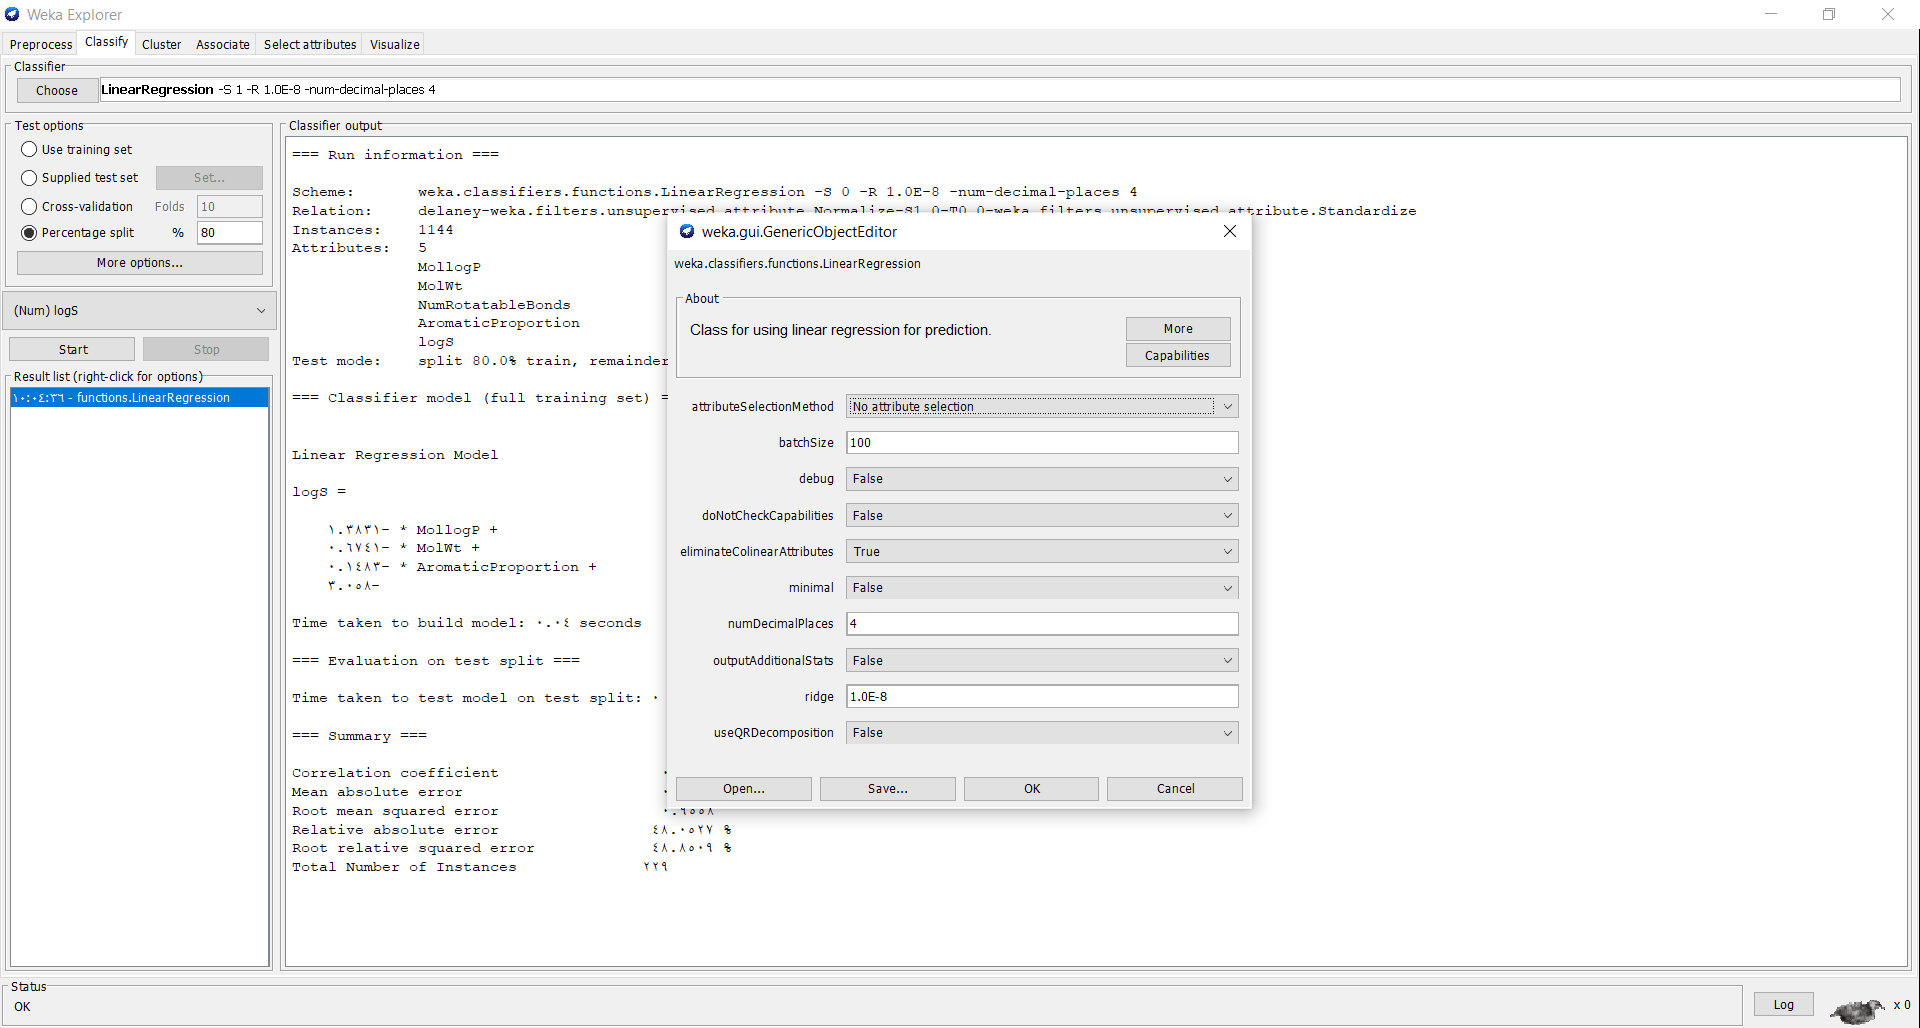 Weka Explorer
Preprocess Classify Cluster Associate Select attributes Visualize
Classifier
Choose LinearRegression -S 1 -R 1.0E-8 -num-decimal-places 4
Test options
Use training set
Supplied test set Set...
Cross-validation Folds 10
Percentage split % 80
More options...
(Num) logS
Start Stop
Result list (right-click for options)
١٠:٠٤:٣٦ - functions.LinearRegression
Classifier output
=== Run information ===
Scheme: weka.classifiers.functions.LinearRegression -S 0 -R 1.0E-8 -num-decimal-places 4
Relation: delaney-weka.filters.unsupervised.attribute.Normalize-S1.0-T0.0-weka.filters.unsupervised.attribute.Standardize
Instances: 1144
Attributes: 5
MollogP
MolWt
NumRotatableBonds
AromaticProportion
logS
Test mode: split 80.0% train, remainder
=== Classifier model (full training set) =
Linear Regression Model
logS =
١.٣٨٣١- * MollogP +
٠.٦٧٤١- * MolWt +
٠.١٤٨٣- * AromaticProportion +
٣.٠٥٨-
Time taken to build model: ٠.٠٤ seconds
=== Evaluation on test split ===
Time taken to test model on test split: ٠
=== Summary ===
Correlation coefficient
Mean absolute error
Root mean squared error ٠.٩٥٥٨
Relative absolute error ٤٨.٠٥٢٧ %
Root relative squared error ٤٨.٨٥٠٩ %
Total Number of Instances ٢٢٩
weka.gui.GenericObjectEditor
weka.classifiers.functions.LinearRegression
About
Class for using linear regression for prediction.
More
Capabilities
attributeSelectionMethod No attribute selection
batchSize 100
debug False
doNotCheckCapabilities False
eliminateColinearAttributes True
minimal False
numDecimalPlaces 4
outputAdditionalStats False
ridge 1.0E-8
useQRDecomposition False
Open... Save... OK Cancel
Status
OK
Log x 0